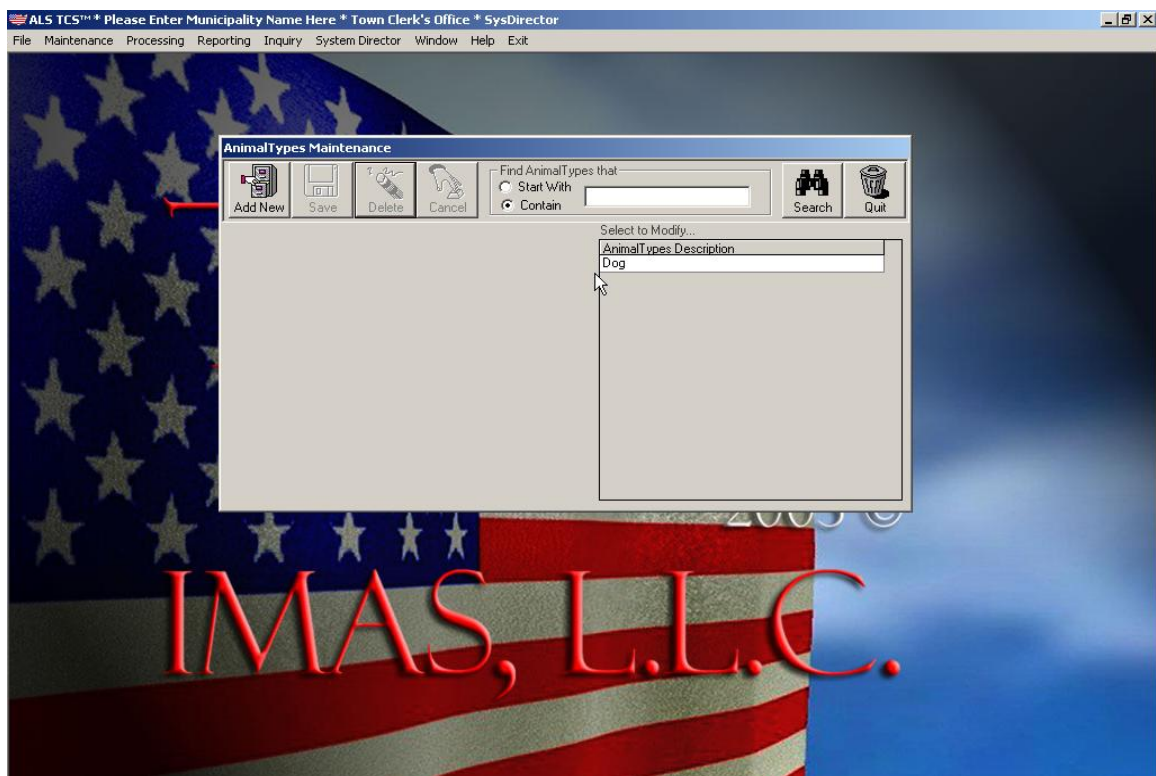 ALS TCS™ * Please Enter Municipality Name Here * Town Clerk's Office * SysDirector
File Maintenance Processing Reporting Inquiry System Director Window Help Exit
AnimalTypes Maintenance
Add New
Save
Delete
Cancel
Find AnimalTypes that
Start With
Contain
Search
Quit
Select to Modify...
AnimalTypes Description
Dog
IMAS, L.L.C.